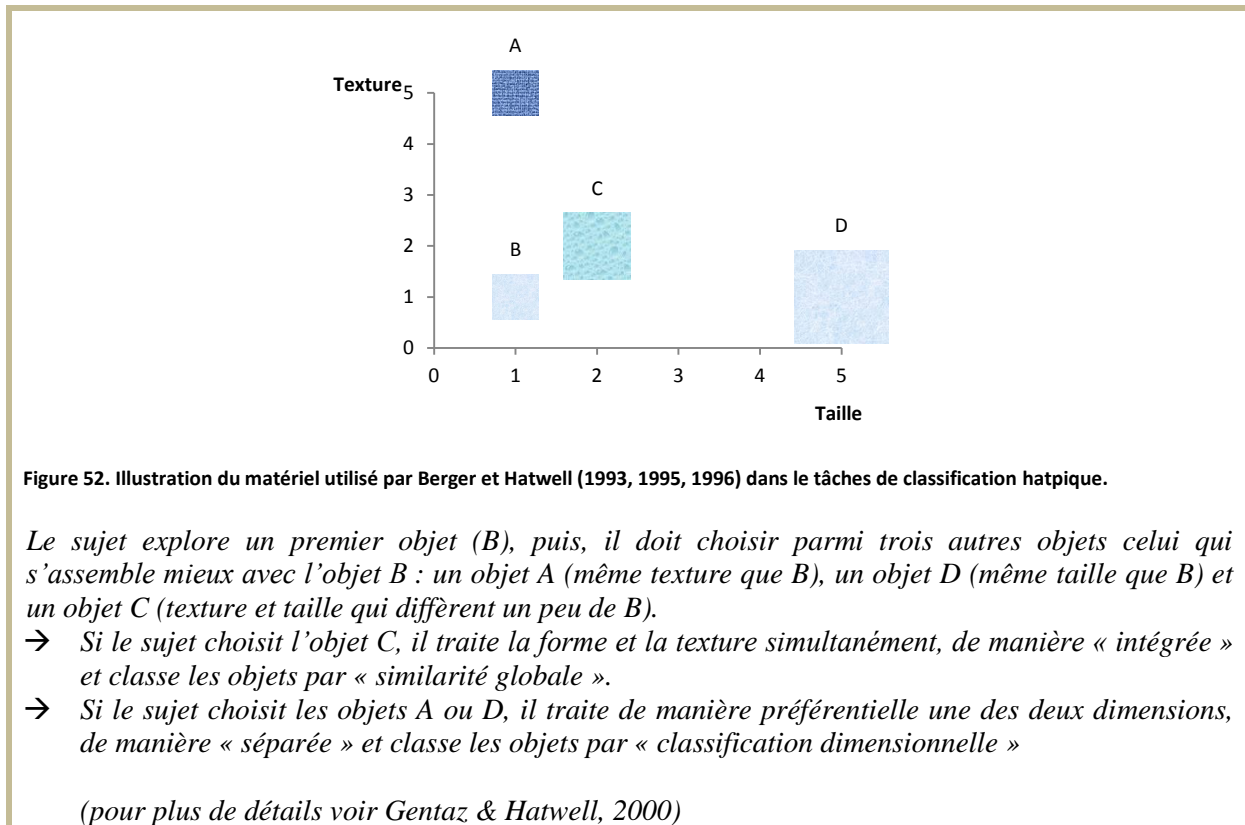 A
Texture
5
4
C
3
D
2
B
1
0
0 1 2 3 4 5
Taille
Figure 52. Illustration du matériel utilisé par Berger et Hatwell (1993, 1995, 1996) dans le tâches de classification hatpique.
Le sujet explore un premier objet (B), puis, il doit choisir parmi trois autres objets celui qui
s'assemble mieux avec l'objet B : un objet A (même texture que B), un objet D (même taille que B) et
un objet C (texture et taille qui diffèrent un peu de B).
→ Si le sujet choisit l'objet C, il traite la forme et la texture simultanément, de manière « intégrée »
et classe les objets par « similarité globale ».
→ Si le sujet choisit les objets A ou D, il traite de manière préférentielle une des deux dimensions,
de manière « séparée » et classe les objets par « classification dimensionnelle »
(pour plus de détails voir Gentaz & Hatwell, 2000)